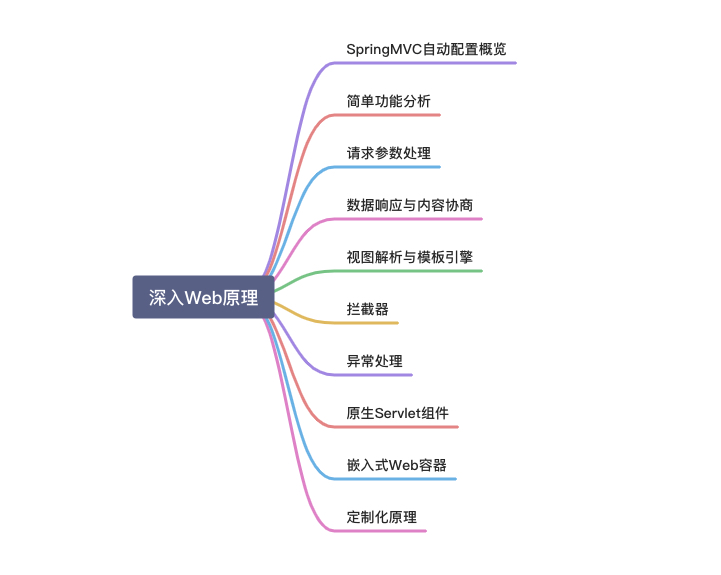 SpringMVC自动配置概览
简单功能分析
请求参数处理
数据响应与内容协商
视图解析与模板引擎
深入Web原理
拦截器
异常处理
原生Servlet组件
嵌入式Web容器
定制化原理